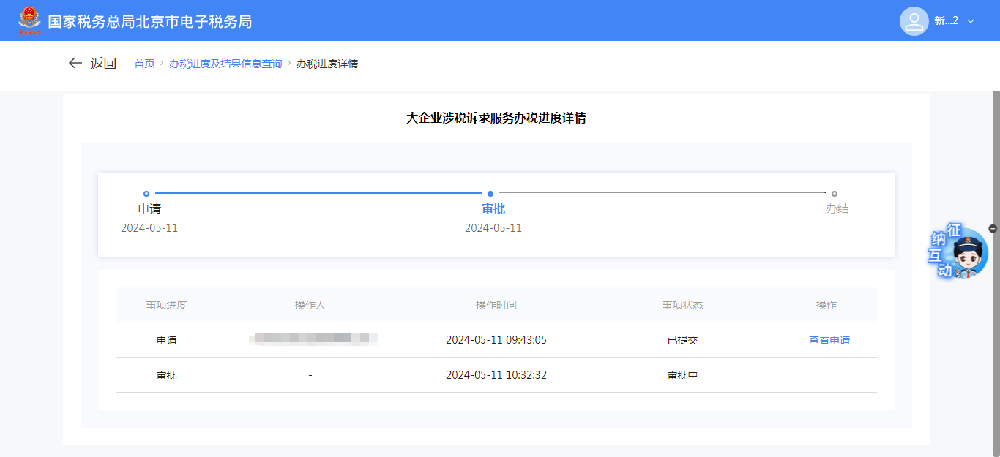 国家税务总局北京市电子税务局
新...2
返回 首页 > 办税进度及结果信息查询 > 办税进度详情
大企业涉税诉求服务办税进度详情
申请 审批 办结
2024-05-11 2024-05-11
征纳互动
事项进度 操作人 操作时间 事项状态 操作
申请 2024-05-11 09:43:05 已提交 查看申请
审批 - 2024-05-11 10:32:32 审批中